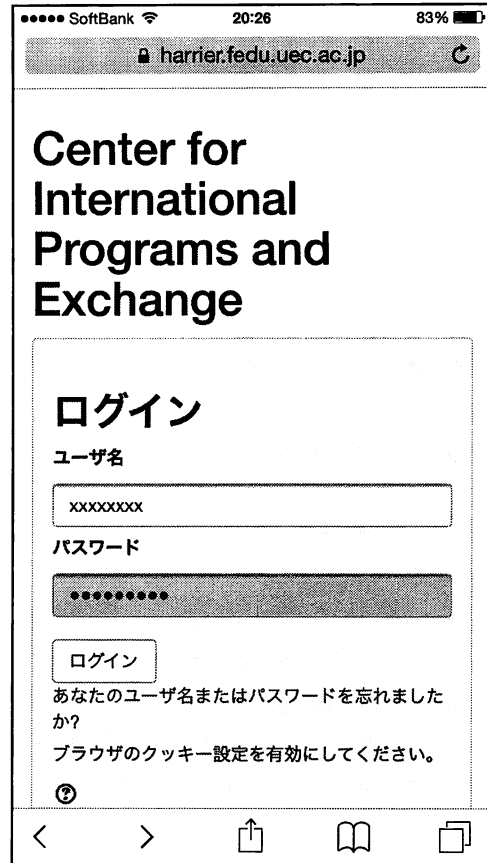 SoftBank 20:26 83%
harrier.fedu.uec.ac.jp
Center for
International
Programs and
Exchange
ログイン
ユーザ名
xxxxxxxx
パスワード
●●●●●●●●●
ログイン
あなたのユーザ名またはパスワードを忘れました
か?
ブラウザのクッキー設定を有効にしてください。
?